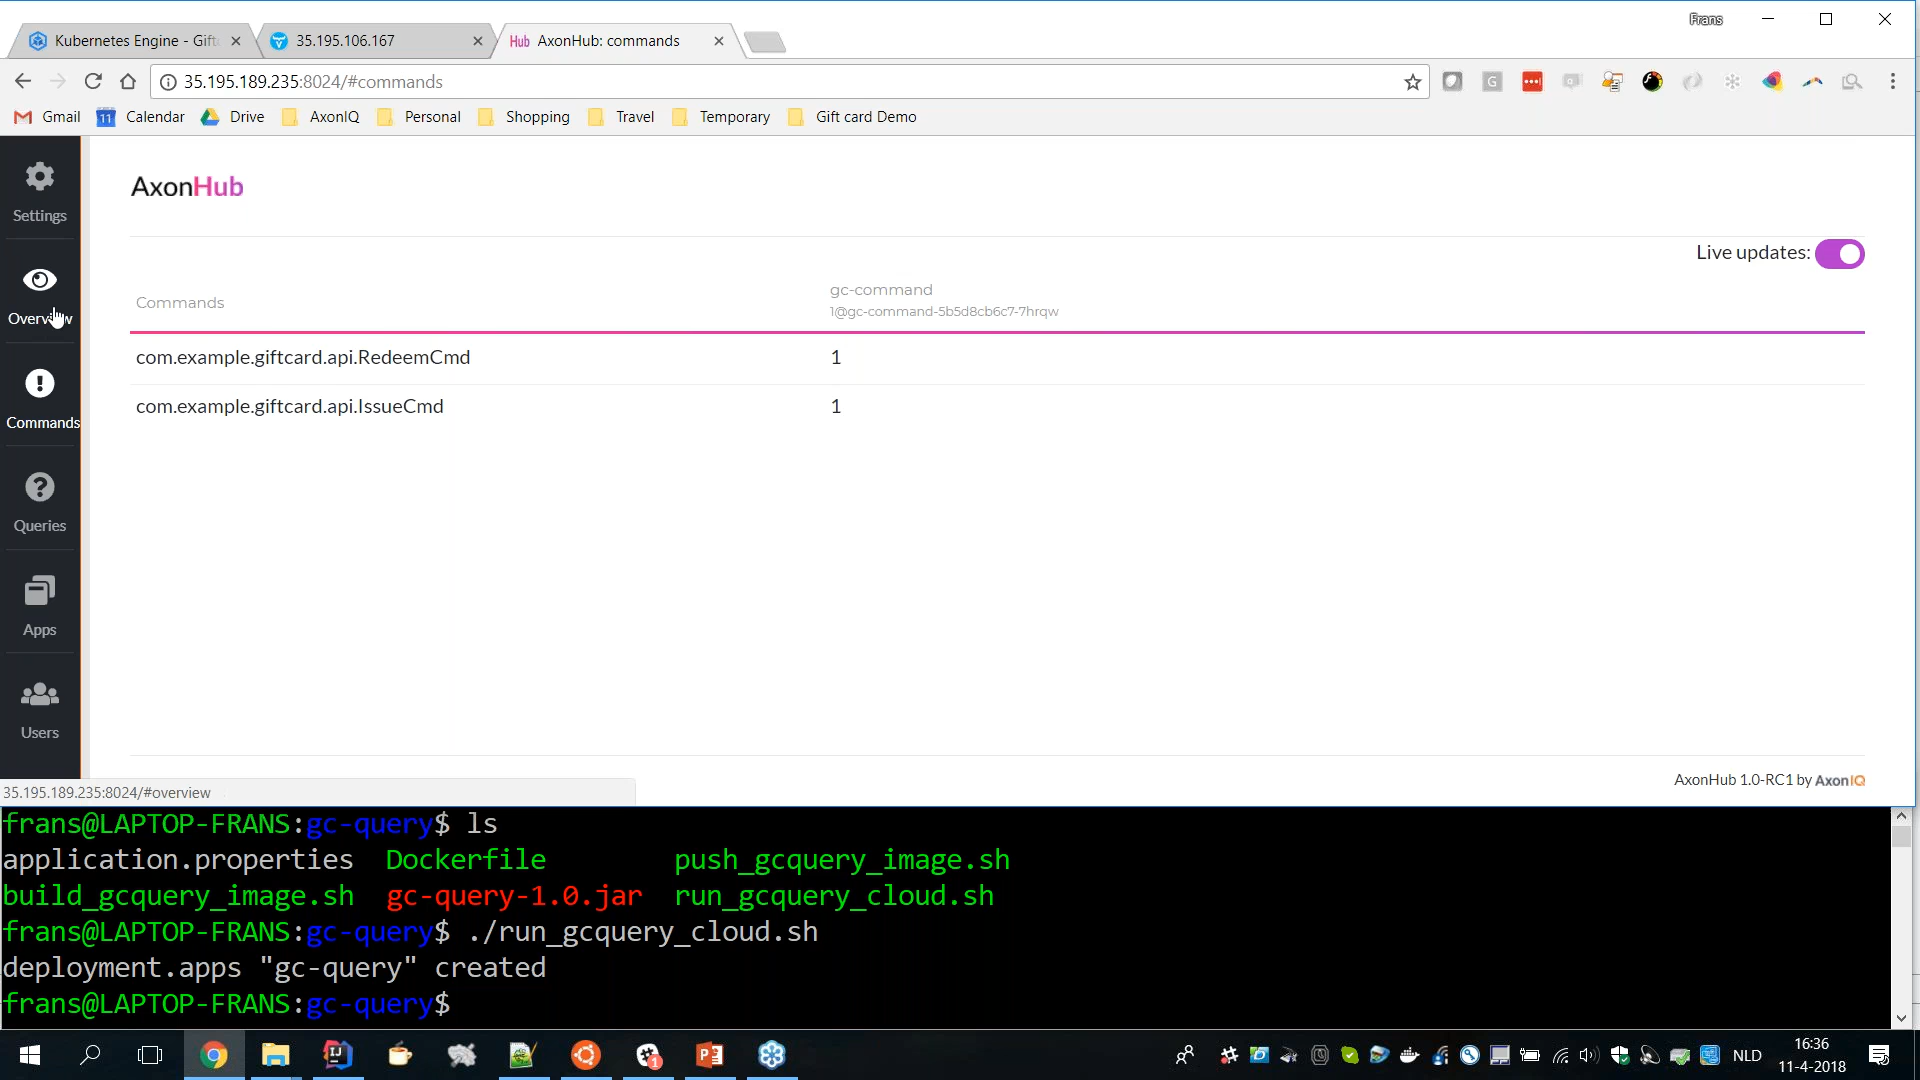 Frans
Kubernetes Engine - Gift
35.195.106.167
Hub AxonHub: commands
35.195.189.235:8024/#commands
Gmail
Calendar
Drive
AxonIQ
Personal
Shopping
Travel
Temporary
Gift card Demo
AxonHub
Live updates:
Commands
gc-command
1@gc-command-5b5d8cb6c7-7hrqw
com.example.giftcard.api.RedeemCmd 1
com.example.giftcard.api.IssueCmd 1
Settings
Overview
Commands
Queries
Apps
Users
AxonHub 1.0-RC1 by AxonIQ
35.195.189.235:8024/#overview
frans@LAPTOP-FRANS:gc-query$ ls
application.properties Dockerfile push_gcquery_image.sh
build_gcquery_image.sh gc-query-1.0.jar run_gcquery_cloud.sh
frans@LAPTOP-FRANS:gc-query$ ./run_gcquery_cloud.sh
deployment.apps "gc-query" created
frans@LAPTOP-FRANS:gc-query$
NLD
16:36
11-4-2018